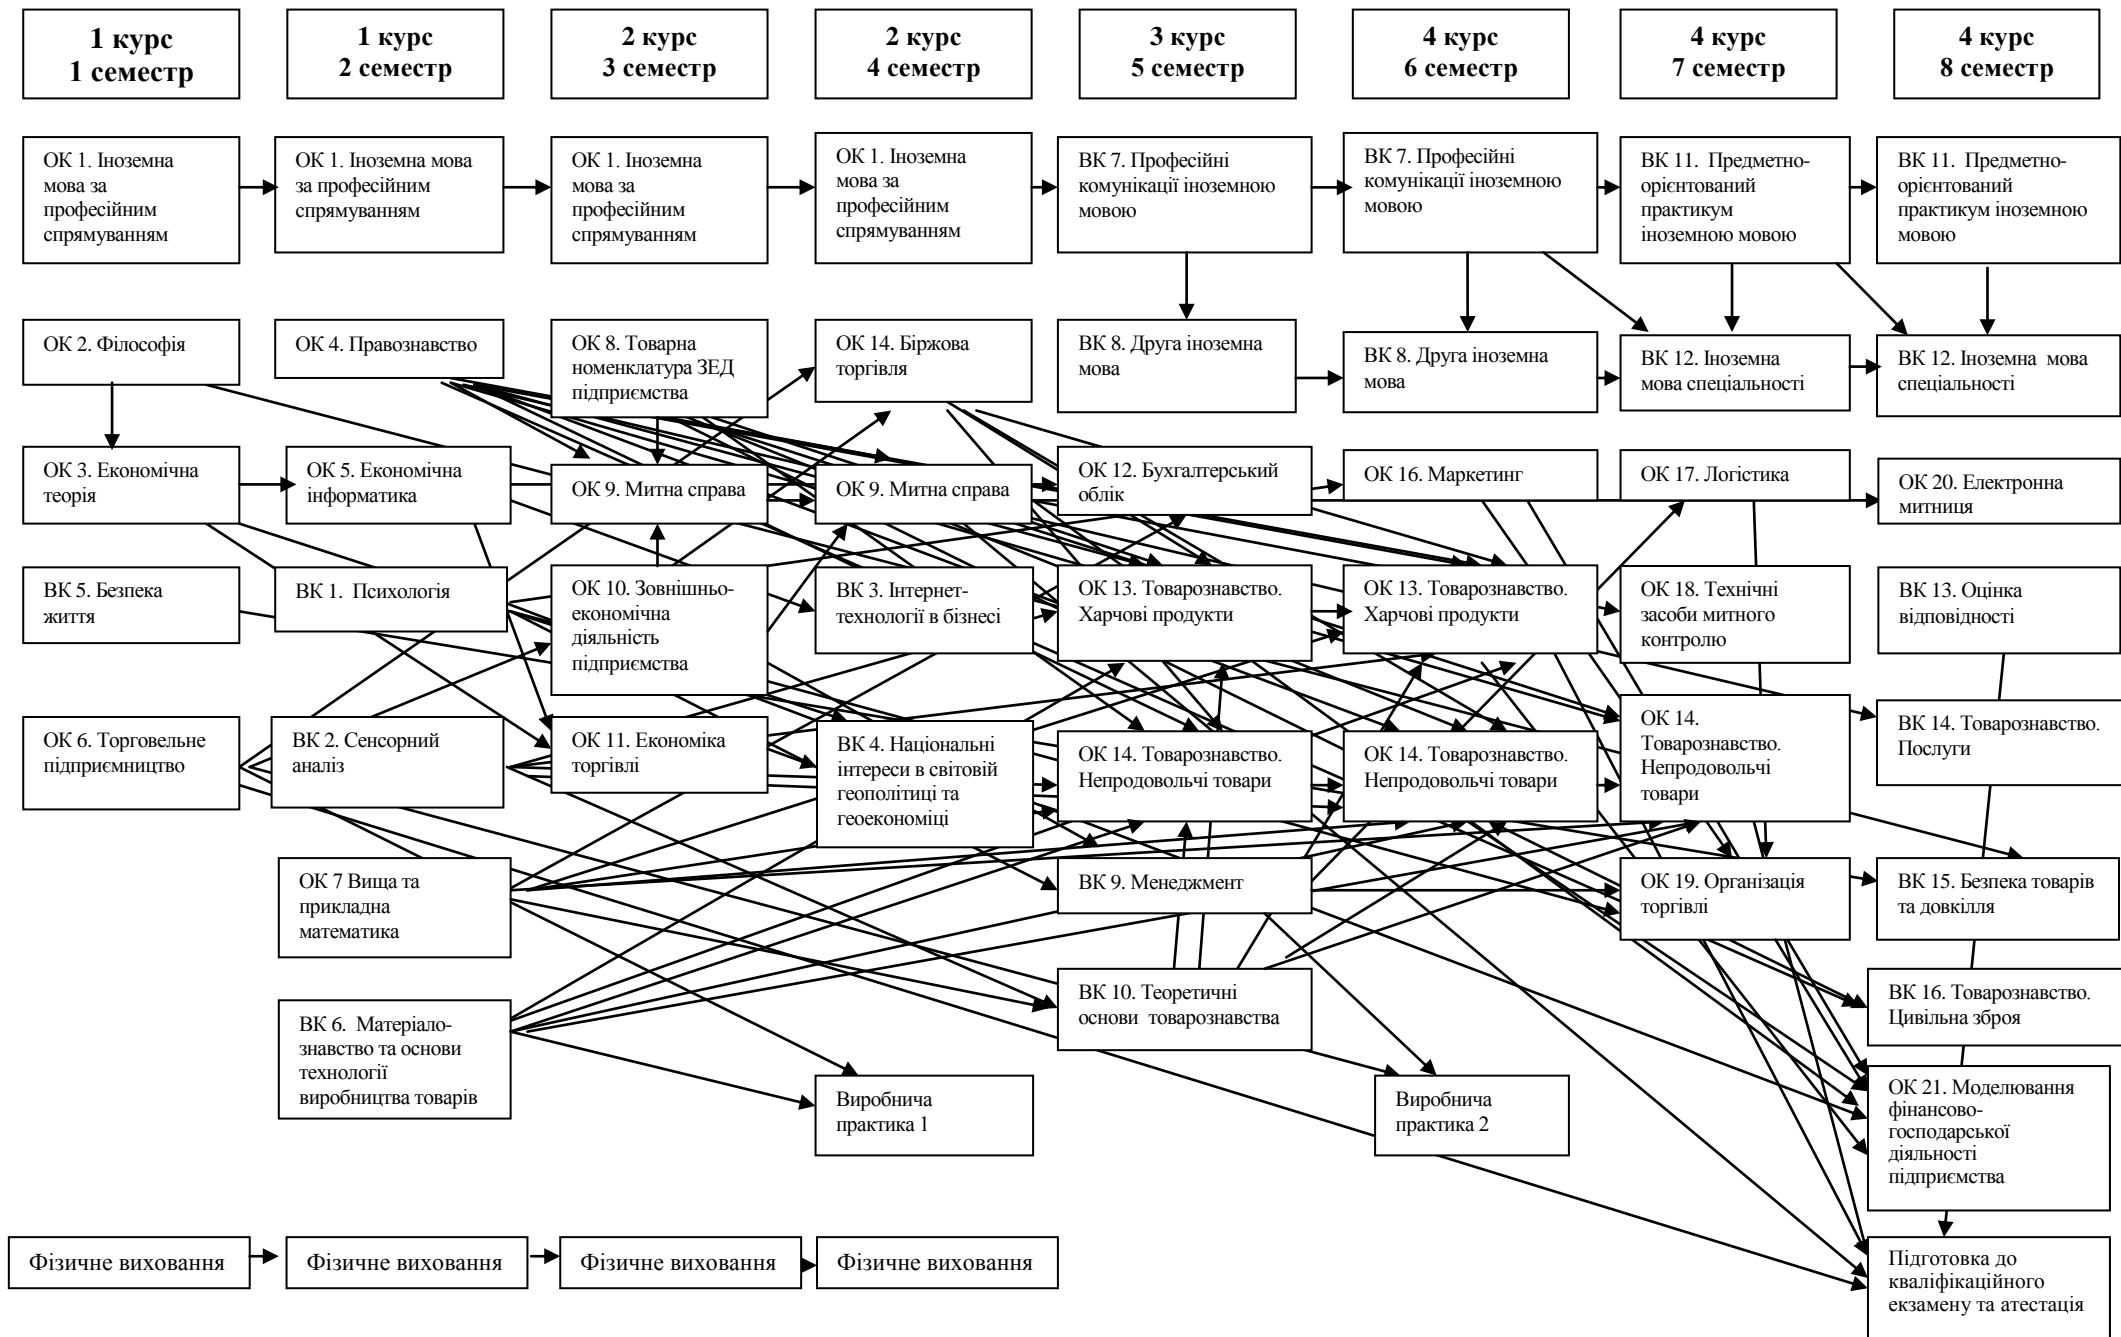 1 курс
1 семестр
1 курс
2 семестр
2 курс
3 семестр
2 курс
4 семестр
3 курс
5 семестр
4 курс
6 семестр
4 курс
7 семестр
4 курс
8 семестр
ОК 1. Іноземна
мова за
професійним
спрямуванням
ОК 1. Іноземна мова
за професійним
спрямуванням
ОК 1. Іноземна
мова за
професійним
спрямуванням
ОК 1. Іноземна
мова за
професійним
спрямуванням
ВК 7. Професійні
комунікації іноземною
мовою
ВК 7. Професійні
комунікації іноземною
мовою
ВК 11. Предметно-
орієнтований
практикум
іноземною мовою
ВК 11. Предметно-
орієнтований
практикум іноземною
мовою
ОК 2. Філософія
ОК 4. Правознавство
ОК 8. Товарна
номенклатура ЗЕД
підприємства
ОК 14. Біржова
торгівля
ВК 8. Друга іноземна
мова
ВК 8. Друга іноземна
мова
ВК 12. Іноземна
мова спеціальності
ВК 12. Іноземна мова
спеціальності
ОК 3. Економічна
теорія
ОК 5. Економічна
інформатика
ОК 9. Митна справа
ОК 9. Митна справа
ОК 12. Бухгалтерський
облік
ОК 16. Маркетинг
ОК 17. Логістика
ОК 20. Електронна
митниця
ВК 5. Безпека
життя
ВК 1. Психологія
ОК 10. Зовнішньо-
економічна
діяльність
підприємства
ВК 3. Інтернет-
технології в бізнесі
ОК 13. Товарознавство.
Харчові продукти
ОК 13. Товарознавство.
Харчові продукти
ОК 18. Технічні
засоби митного
контролю
ВК 13. Оцінка
відповідності
ОК 6. Торговельне
підприємництво
ВК 2. Сенсорний
аналіз
ОК 11. Економіка
торгівлі
ВК 4. Національні
інтереси в світовій
геополітиці та
геоекономіці
ОК 14. Товарознавство.
Непродовольчі товари
ОК 14. Товарознавство.
Непродовольчі товари
ОК 14.
Товарознавство.
Непродовольчі
товари
ВК 14. Товарознавство.
Послуги
ОК 7 Вища та
прикладна
математика
ВК 9. Менеджмент
ОК 19. Організація
торгівлі
ВК 15. Безпека товарів
та довкілля
ВК 6. Матеріало-
знавство та основи
технології
виробництва товарів
ВК 10. Теоретичні
основи товарознавства
ВК 16. Товарознавство.
Цивільна зброя
Виробнича
практика 1
Виробнича
практика 2
ОК 21. Моделювання
фінансово-
господарської
діяльності
підприємства
Фізичне виховання
Фізичне виховання
Фізичне виховання
Фізичне виховання
Підготовка до
кваліфікаційного
екзамену та атестація